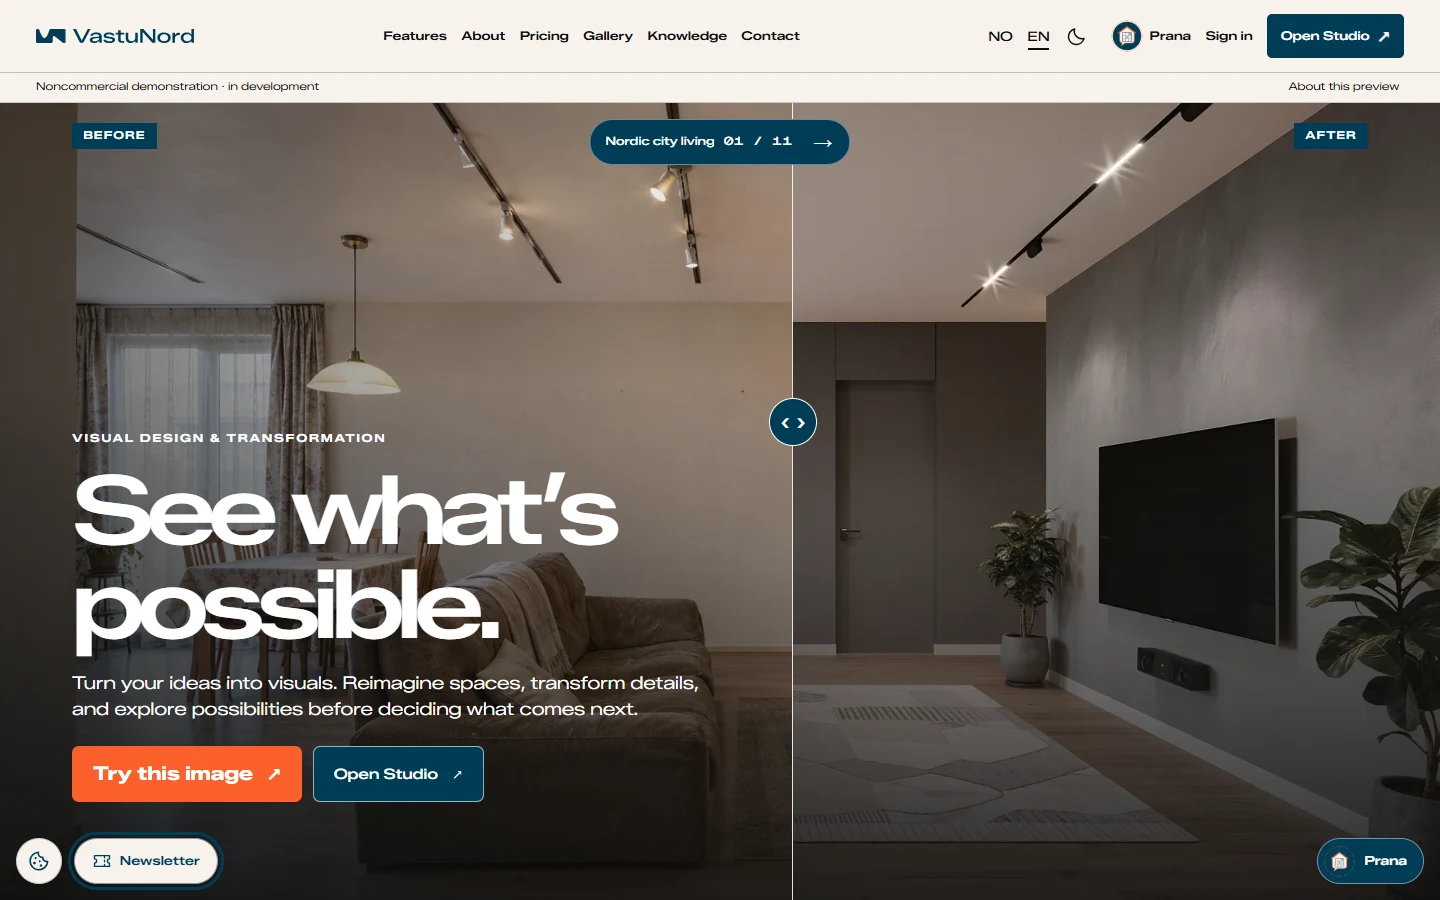 VastuNord
Features About Pricing Gallery Knowledge Contact
NO EN
Prana Sign in Open Studio ↗
Noncommercial demonstration · in development
About this preview
BEFORE
Nordic city living 01 / 11 →
AFTER
VISUAL DESIGN & TRANSFORMATION
See what's
possible.
Turn your ideas into visuals. Reimagine spaces, transform details,
and explore possibilities before deciding what comes next.
Try this image ↗
Open Studio ↗
Newsletter
Prana